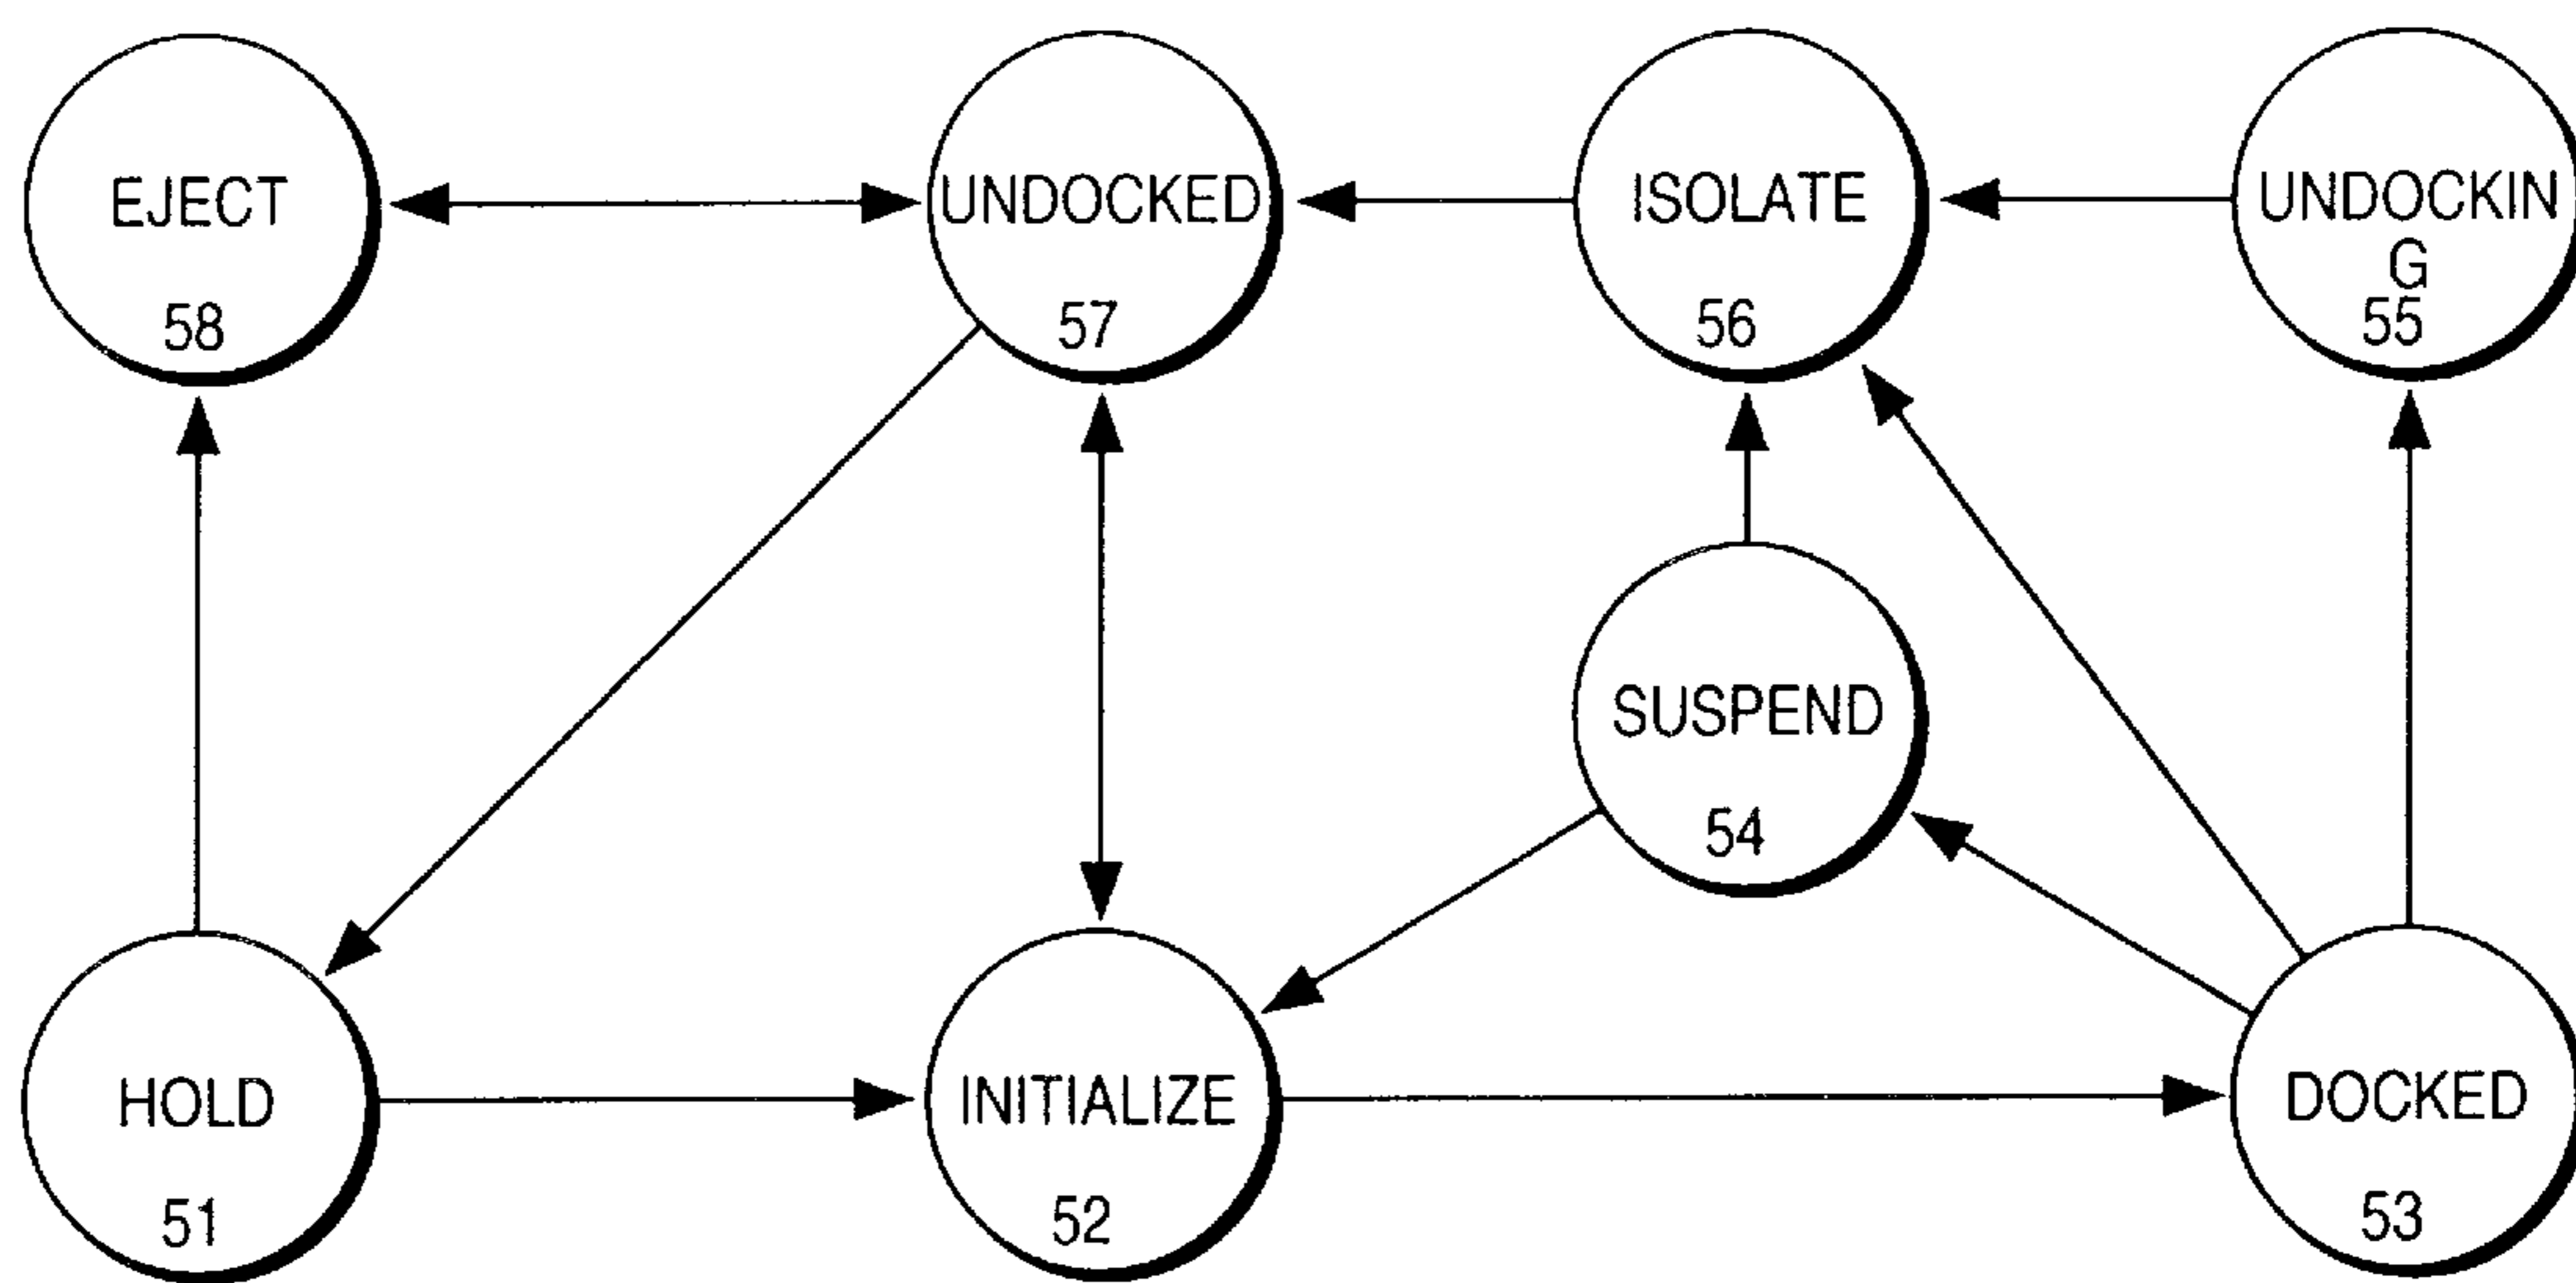 EJECT
58
UNDOCKED
57
ISOLATE
56
UNDOCKIN
G
55
SUSPEND
54
HOLD
51
INITIALIZE
52
DOCKED
53